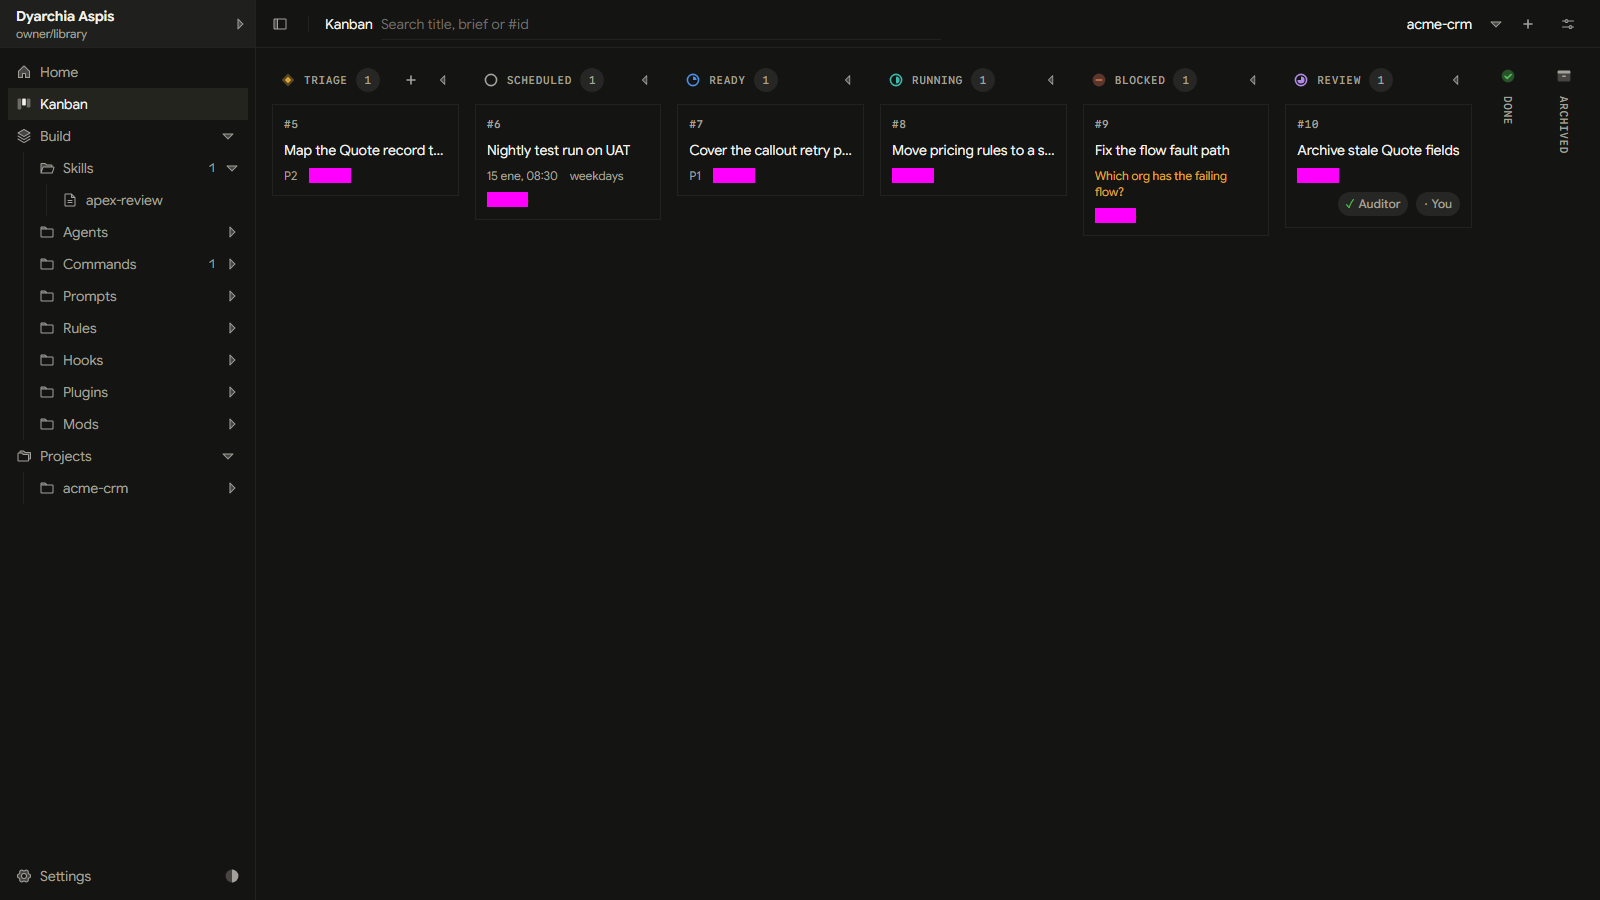 Dyarchia Aspis
owner/library
Home
Kanban
Build
Skills 1
apex-review
Agents
Commands 1
Prompts
Rules
Hooks
Plugins
Mods
Projects
acme-crm
Settings
Kanban Search title, brief or #id
acme-crm
TRIAGE 1
#5
Map the Quote record t...
P2
SCHEDULED 1
#6
Nightly test run on UAT
15 ene, 08:30 weekdays
READY 1
#7
Cover the callout retry p...
P1
RUNNING 1
#8
Move pricing rules to a s...
BLOCKED 1
#9
Fix the flow fault path
Which org has the failing
flow?
REVIEW 1
#10
Archive stale Quote fields
✓ Auditor · You
DONE
ARCHIVED